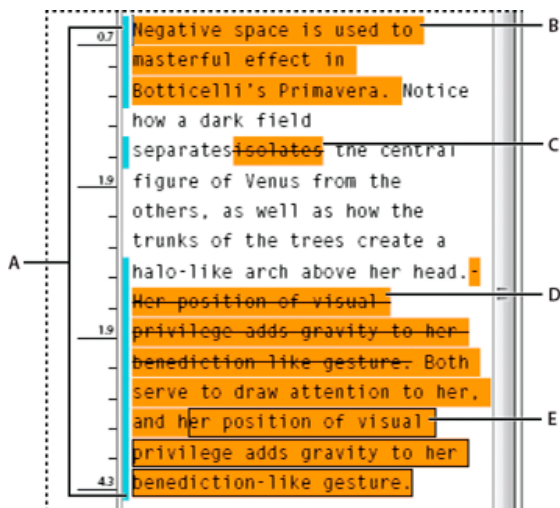 Negative space is used to
masterful effect in
Botticelli's Primavera. Notice
how a dark field
separatesisolates the central
figure of Venus from the
others, as well as how the
trunks of the trees create a
halo-like arch above her head.-
Her position of visual
privilege adds gravity to her
benediction like gesture. Both
serve to draw attention to her,
and her position of visual
privilege adds gravity to her
benediction-like gesture.
0.7
1.9
1.9
4.3
A
B
C
D
E